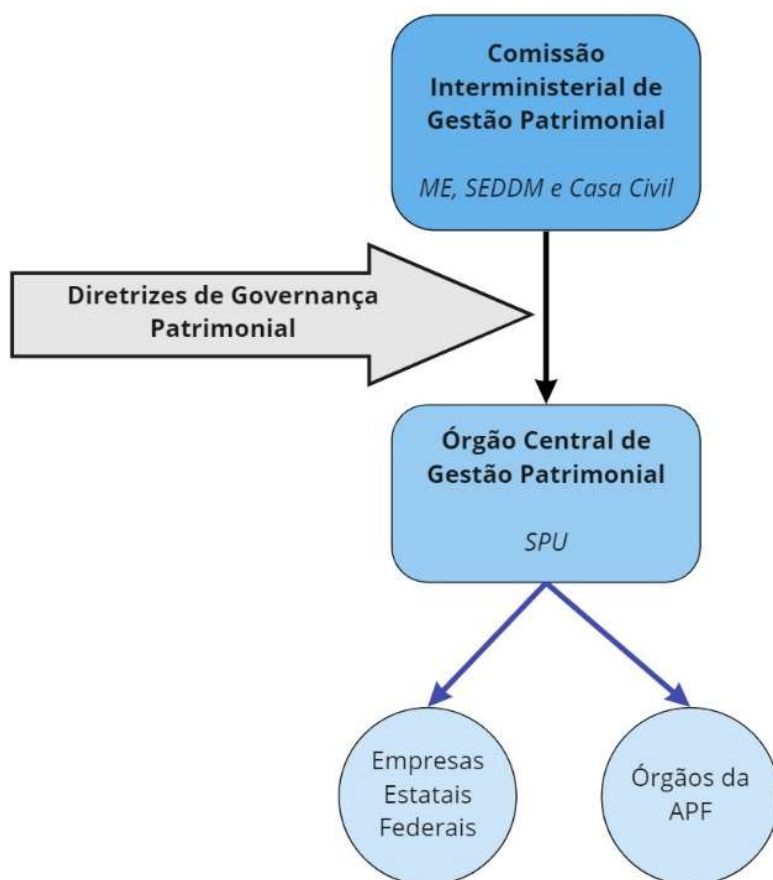 Comissão
Interministerial de
Gestão Patrimonial
ME, SEDDM e Casa Civil
Diretrizes de Governança
Patrimonial
Órgão Central de
Gestão Patrimonial
SPU
Empresas
Estatais
Federais
Órgãos da
APF